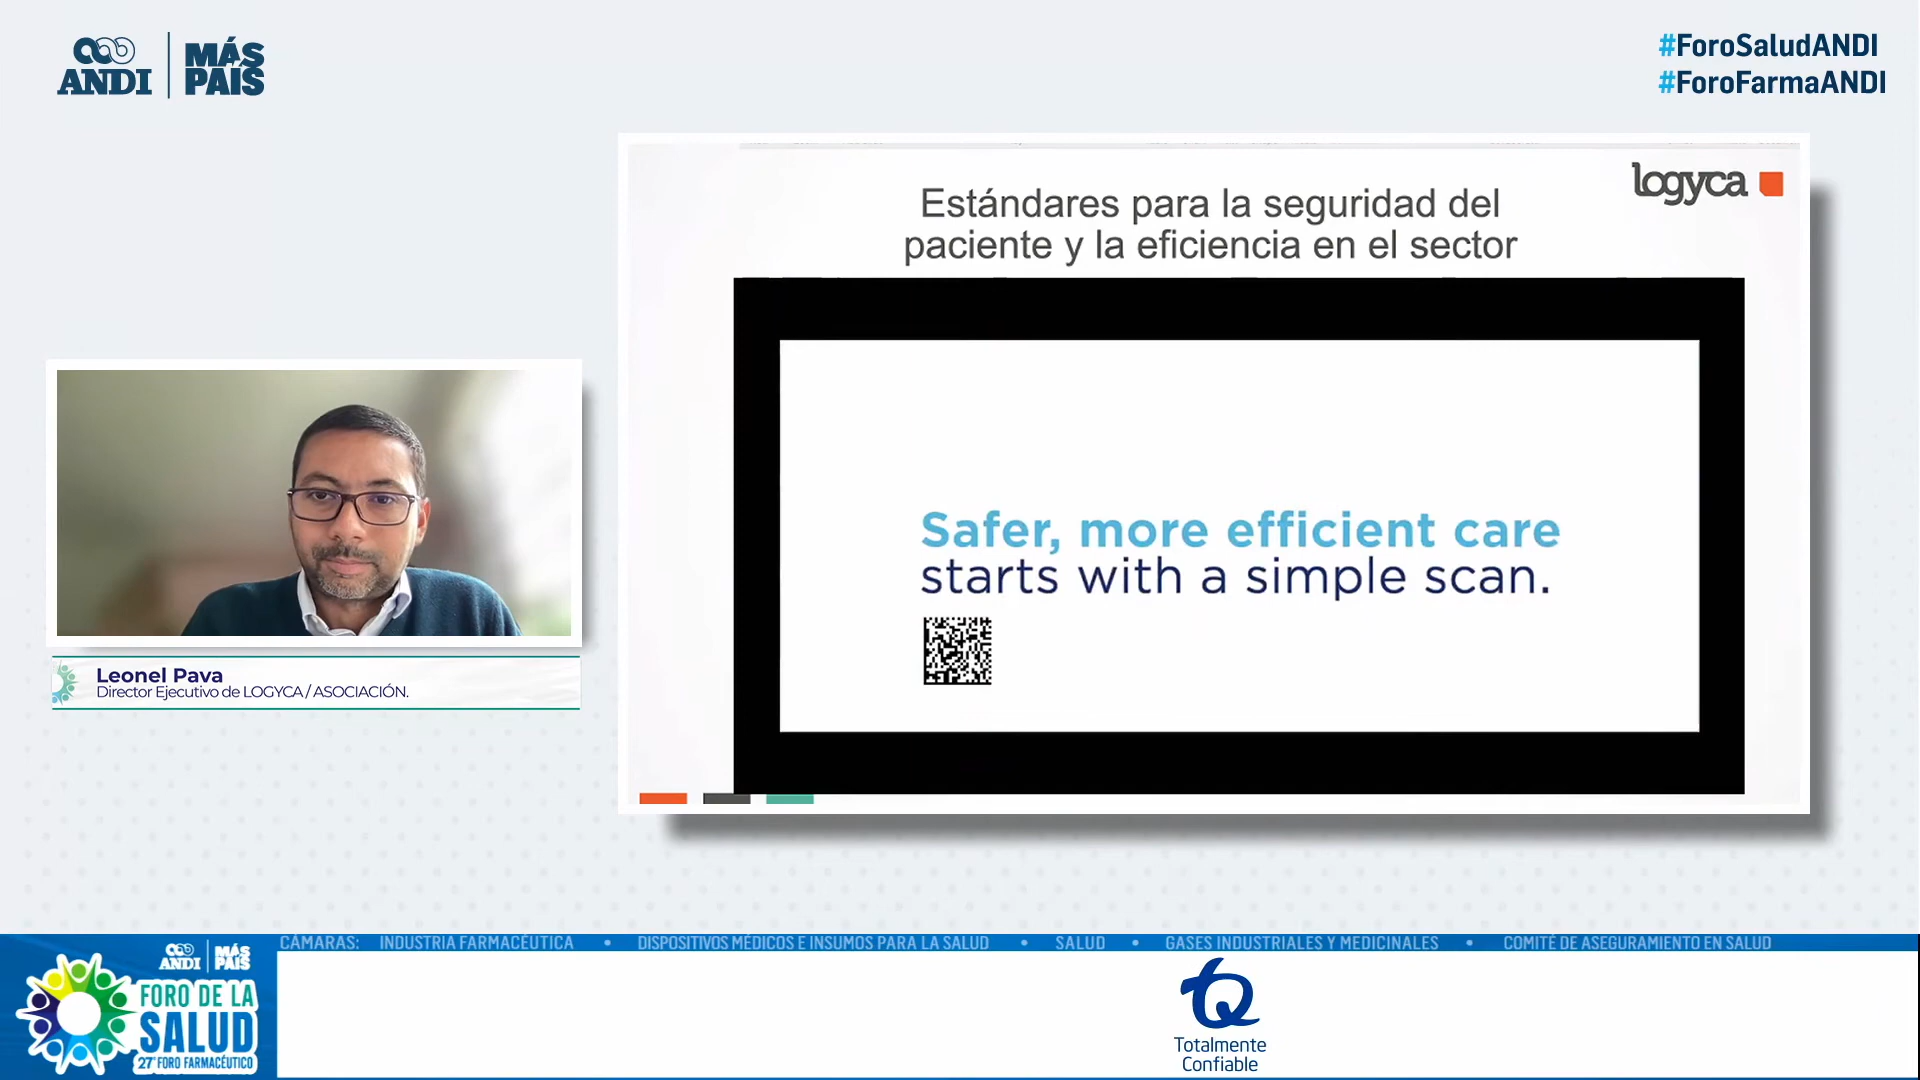 ANDI
MÁS
PAÍS
#ForoSaludANDI
#ForoFarmaANDI
logyca
Estándares para la seguridad del
paciente y la eficiencia en el sector
Safer, more efficient care
starts with a simple scan.
Leonel Pava
Director Ejecutivo de LOGYCA / ASOCIACIÓN.
CÁMARAS: INDUSTRIA FARMACÉUTICA • DISPOSITIVOS MÉDICOS E INSUMOS PARA LA SALUD • SALUD • GASES INDUSTRIALES Y MEDICINALES • COMITÉ DE ASEGURAMIENTO EN SALUD
ANDI
MÁS
PAÍS
FORO DE LA
SALUD
27° FORO FARMACÉUTICO
TQ
Totalmente
Confiable